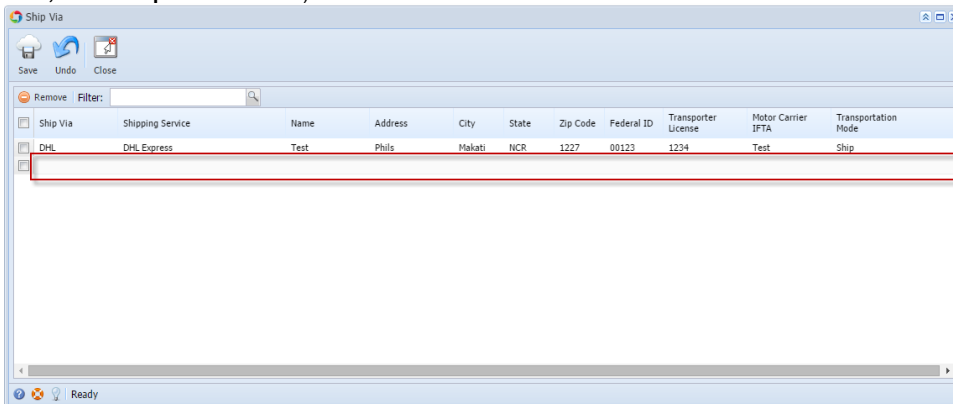 Ship Via
Save Undo Close
Remove Filter:
Ship Via Shipping Service Name Address City State Zip Code Federal ID Transporter License Motor Carrier IFTA Transportation Mode
DHL DHL Express Test Phils Makati NCR 1227 00123 1234 Test Ship
Ready